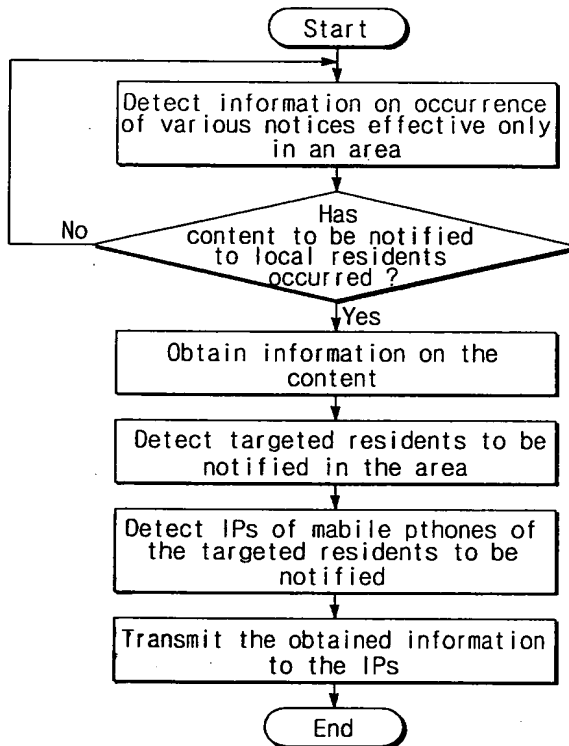 Start
Detect information on occurrence
of various notices effective only
in an area
Has
content to be notified
to local residents
occurred ?
No
Yes
Obtain information on the
content
Detect targeted residents to be
notified in the area
Detect IPs of mabile pthones of
the targeted residents to be
notified
Transmit the obtained information
to the IPs
End